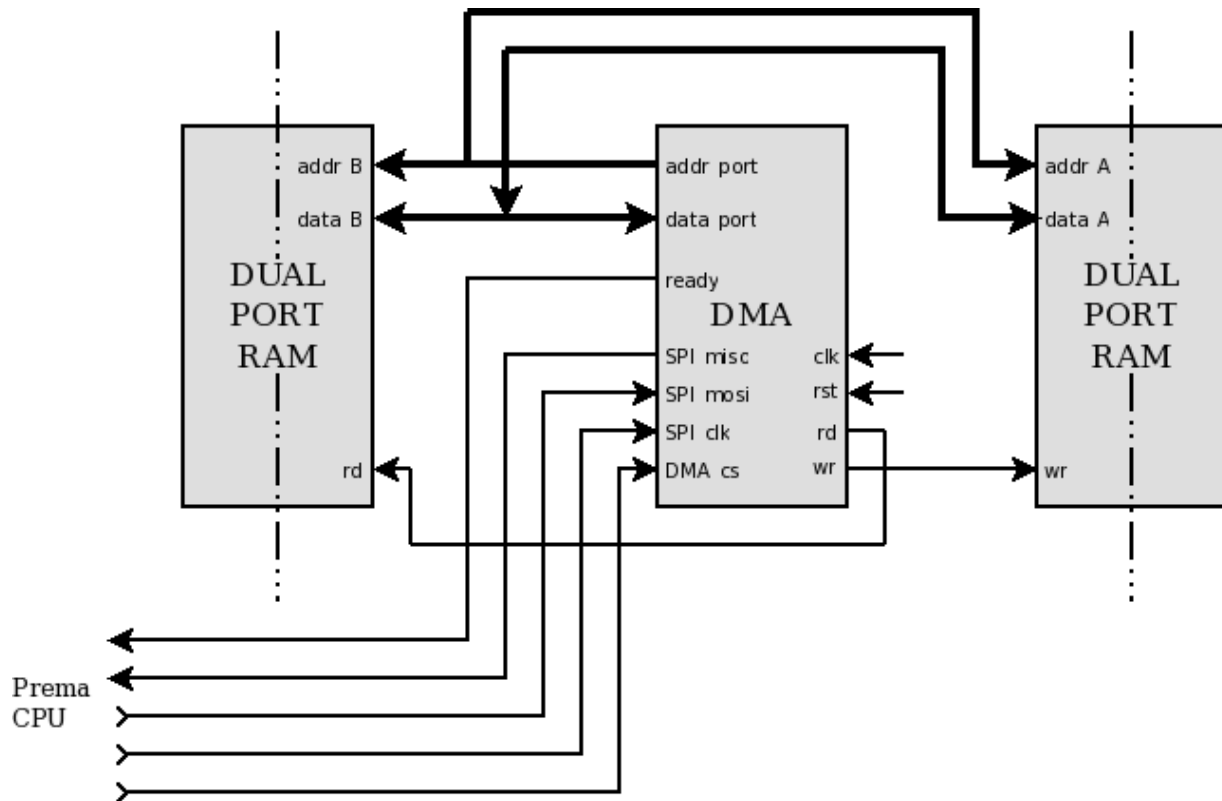 addr B
data B
DUAL
PORT
RAM
rd
addr port
data port
ready
DMA
SPI misc
SPI mosi
SPI clk
DMA cs
clk
rst
rd
wr
addr A
data A
DUAL
PORT
RAM
wr
Prema
CPU